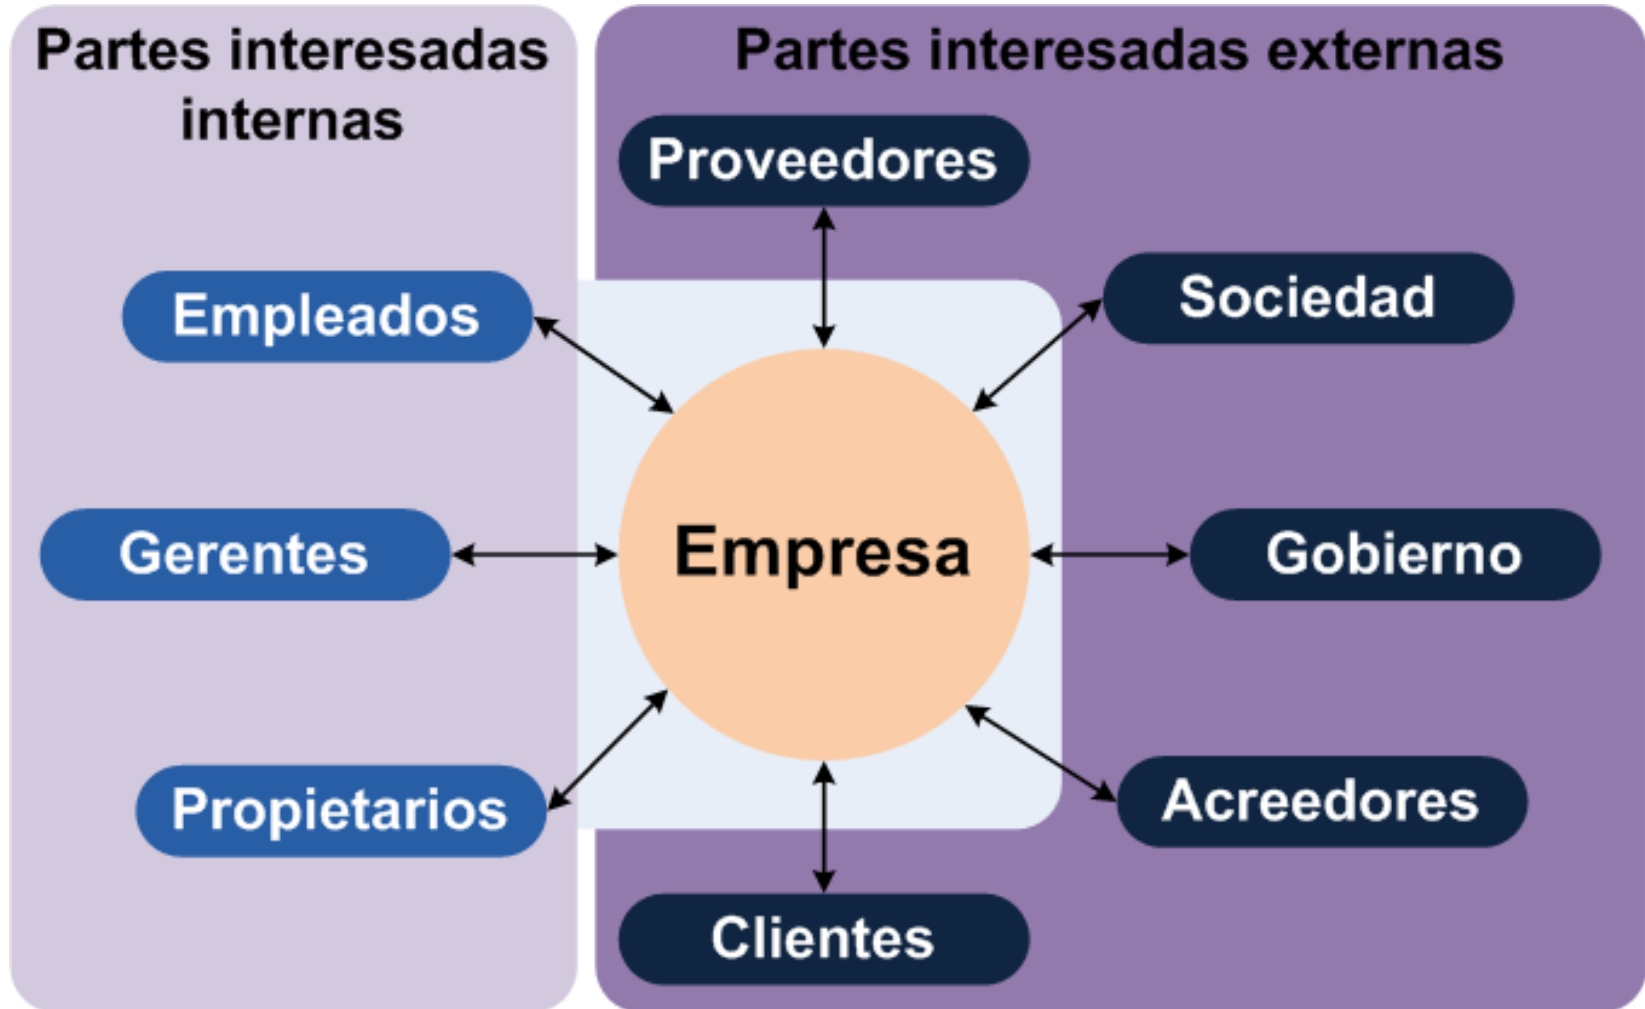 Partes interesadas
internas
Partes interesadas externas
Proveedores
Empleados
Sociedad
Gerentes
Empresa
Gobierno
Propietarios
Acreedores
Clientes